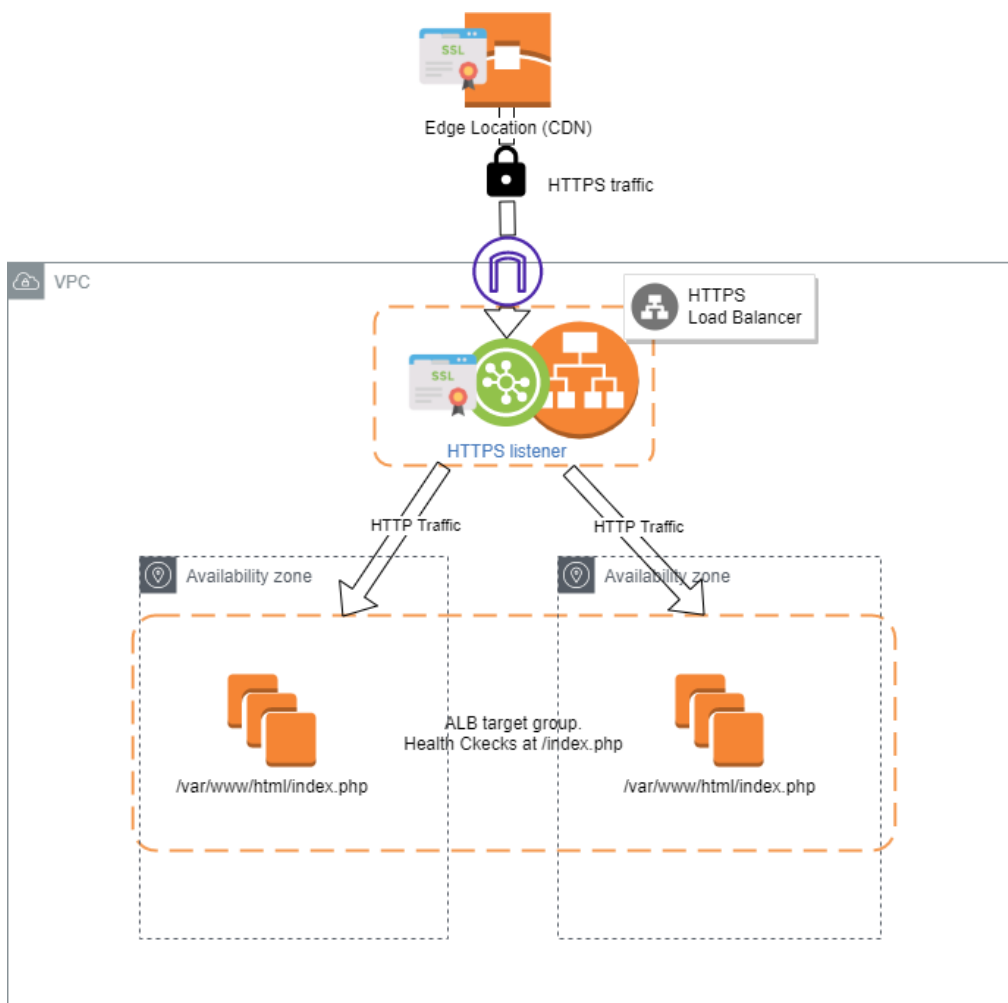 SSL
Edge Location (CDN)
HTTPS traffic
VPC
HTTPS
Load Balancer
SSL
HTTPS listener
HTTP Traffic
HTTP Traffic
Availability zone
Availability zone
ALB target group.
Health Ckecks at /index.php
/var/www/html/index.php
/var/www/html/index.php